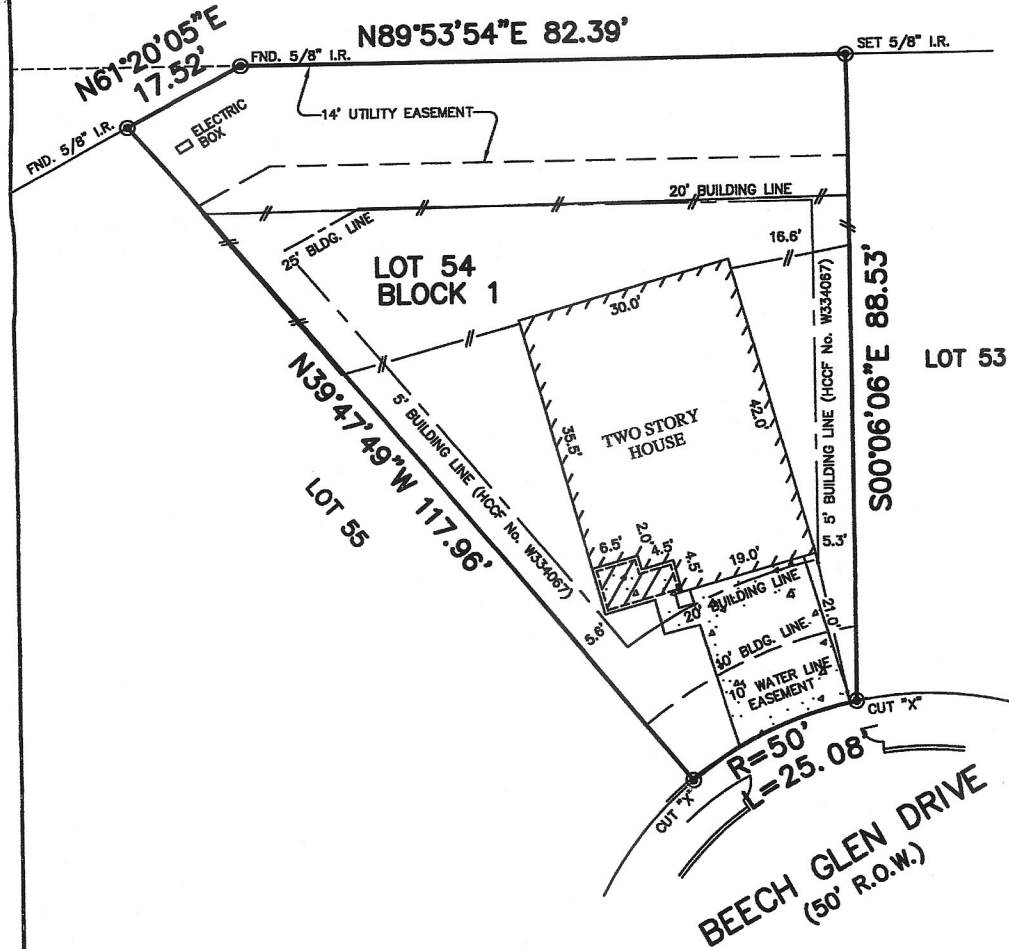 N61°20'05"E
17.52'
N89°53'54"E 82.39'
FND. 5/8" I.R.
SET 5/8" I.R.
FND. 5/8" I.R.
ELECTRIC
BOX
14' UTILITY EASEMENT
20' BUILDING LINE
25' BLDG. LINE
LOT 54
BLOCK 1
16.6'
30.0'
5' BUILDING LINE (HCCF No. W334067)
S00°06'06"E 88.53'
LOT 53
N39°47'49"W 117.96'
5' BUILDING LINE (HCCF No. W334067)
LOT 55
35.5'
TWO STORY
HOUSE
42.0'
6.5'
2.0'
4.5'
4.5'
19.0'
5.3'
20' BUILDING LINE
21.0'
5.6'
BLDG. LINE
10' WATER LINE
EASEMENT
CUT "X"
CUT "X"
R=50'
L=25.08'
BEECH GLEN DRIVE
(50' R.O.W.)